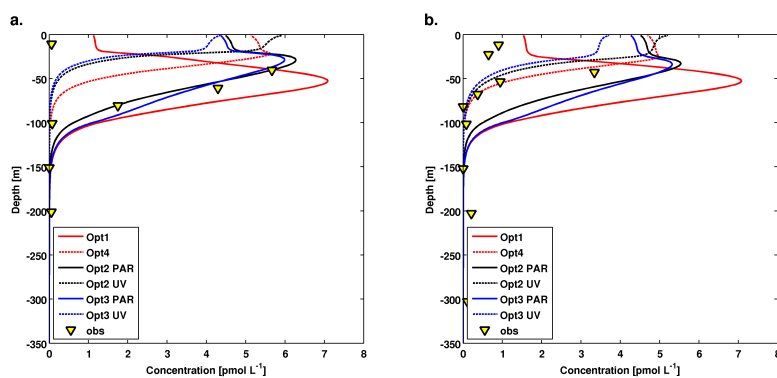 a.
0
-50
-100
-150
-200
-250
-300
-350
Depth [m]
0 1 2 3 4 5 6 7 8
Concentration [pmol L⁻¹]
Opt1
Opt4
Opt2 PAR
Opt2 UV
Opt3 PAR
Opt3 UV
obs
b.
0
-50
-100
-150
-200
-250
-300
-350
Depth [m]
0 1 2 3 4 5 6 7 8
Concentration [pmol L⁻¹]
Opt1
Opt4
Opt2 PAR
Opt2 UV
Opt3 PAR
Opt3 UV
obs